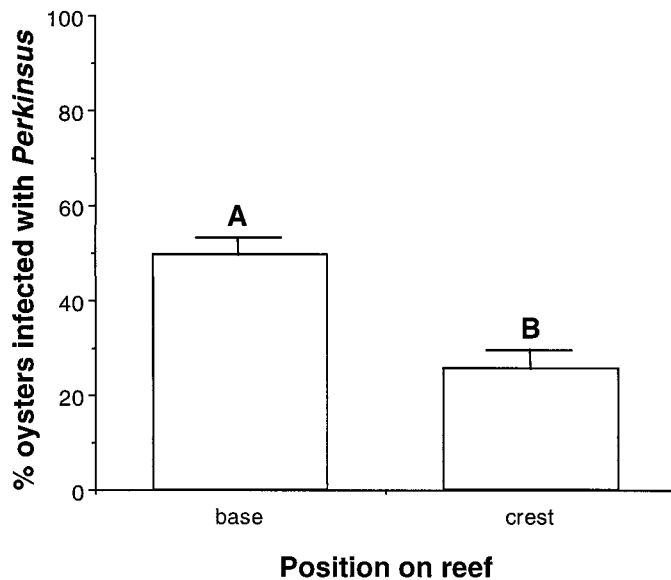 % oysters infected with Perkinsus
100
80
60
40
20
0
A
B
base
crest
Position on reef